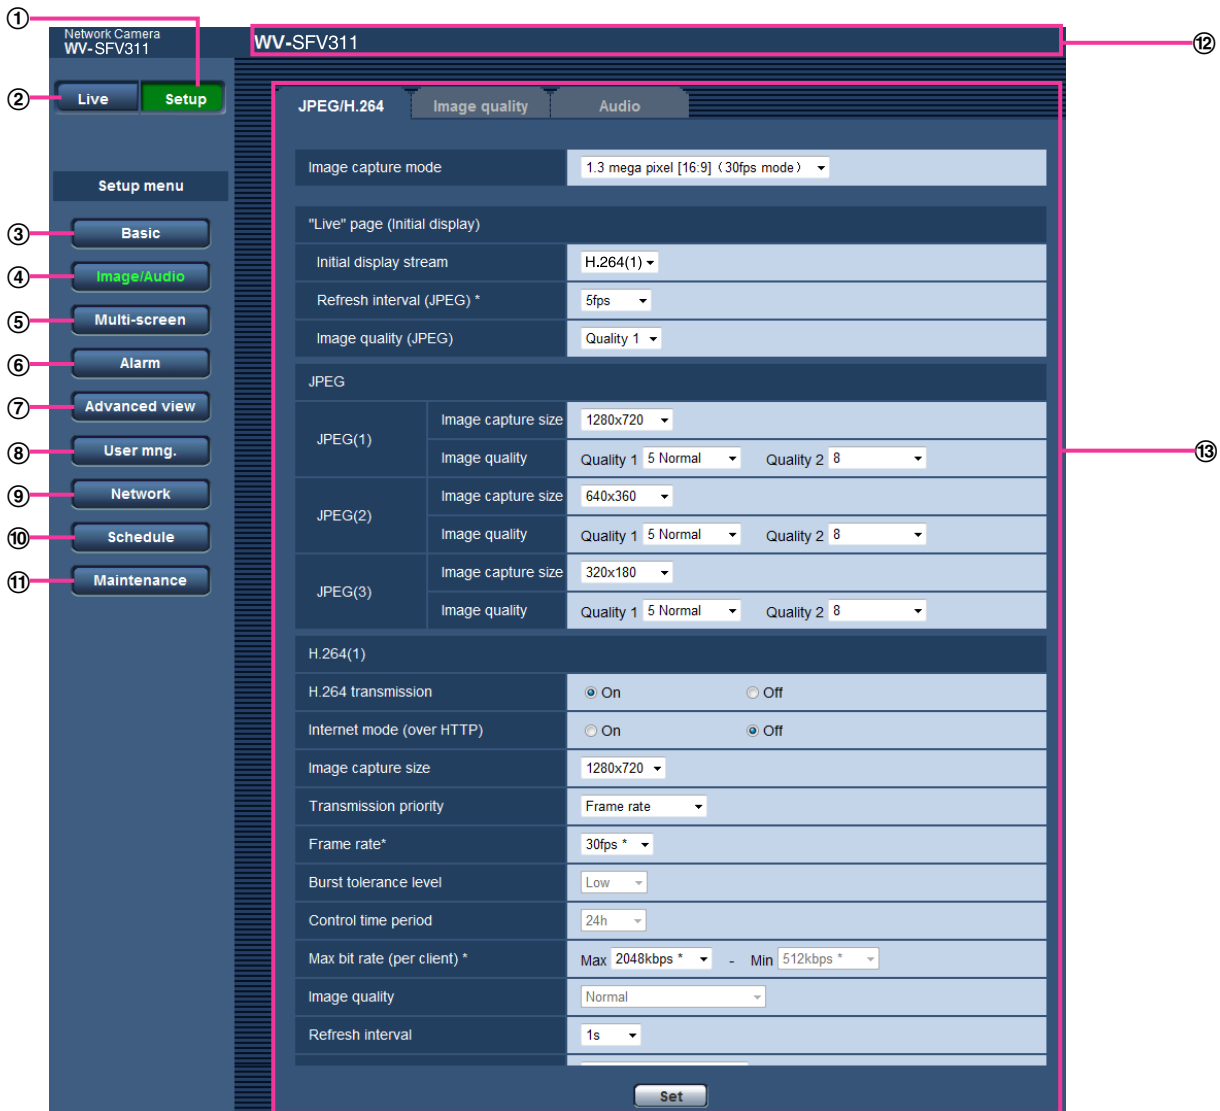 ①
Network Camera
WV-SFV311
WV-SFV311
⑫
② Live Setup
JPEG/H.264 Image quality Audio
Image capture mode 1.3 mega pixel [16:9] (30fps mode)
Setup menu
"Live" page (Initial display)
③ Basic
Initial display stream H.264(1)
④ Image/Audio
Refresh interval (JPEG) * 5fps
⑤ Multi-screen
Image quality (JPEG) Quality 1
⑥ Alarm
JPEG
⑦ Advanced view
JPEG(1) Image capture size 1280x720
Image quality Quality 1 5 Normal Quality 2 8
⑧ User mng.
⑬
⑨ Network
JPEG(2) Image capture size 640x360
Image quality Quality 1 5 Normal Quality 2 8
⑩ Schedule
JPEG(3) Image capture size 320x180
Image quality Quality 1 5 Normal Quality 2 8
⑪ Maintenance
H.264(1)
H.264 transmission On Off
Internet mode (over HTTP) On Off
Image capture size 1280x720
Transmission priority Frame rate
Frame rate* 30fps *
Burst tolerance level Low
Control time period 24h
Max bit rate (per client) * Max 2048kbps * - Min 512kbps *
Image quality Normal
Refresh interval 1s
Set